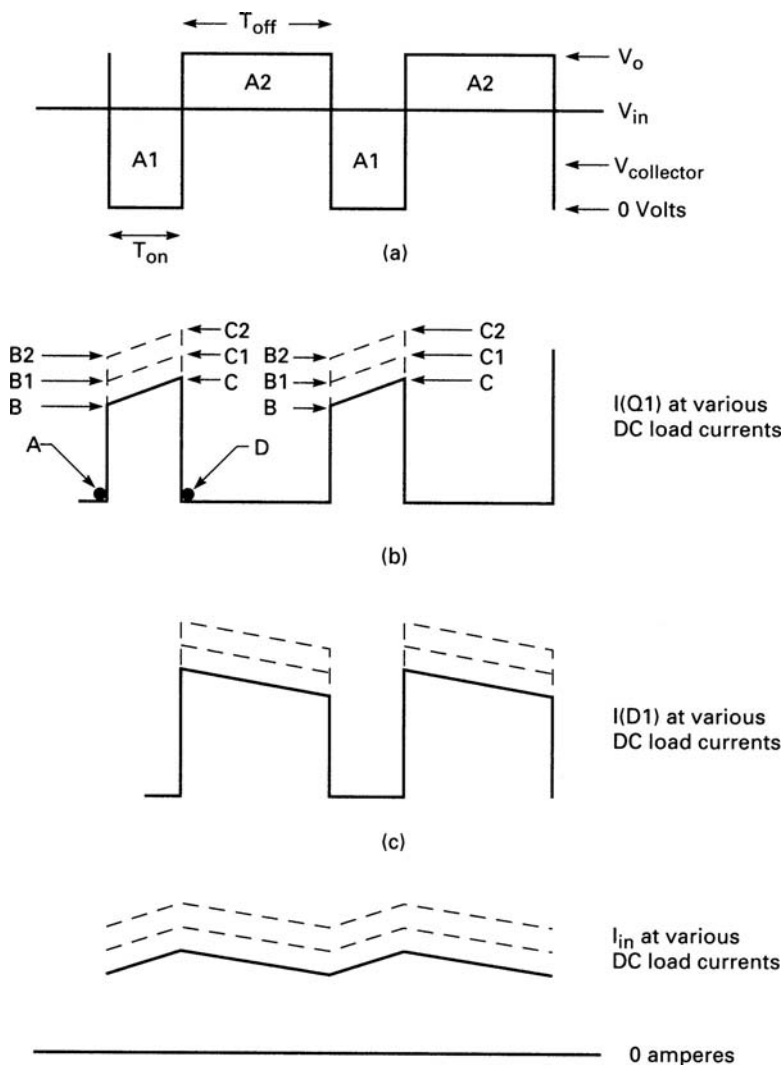 T_off
V_o
A2
A2
V_in
A1
A1
V_collector
0 Volts
T_on
(a)
C2
C2
B2
C1
B2
C1
B1
C
B1
C
B
B
I(Q1) at various
DC load currents
A
D
(b)
I(D1) at various
DC load currents
(c)
I_in at various
DC load currents
0 amperes